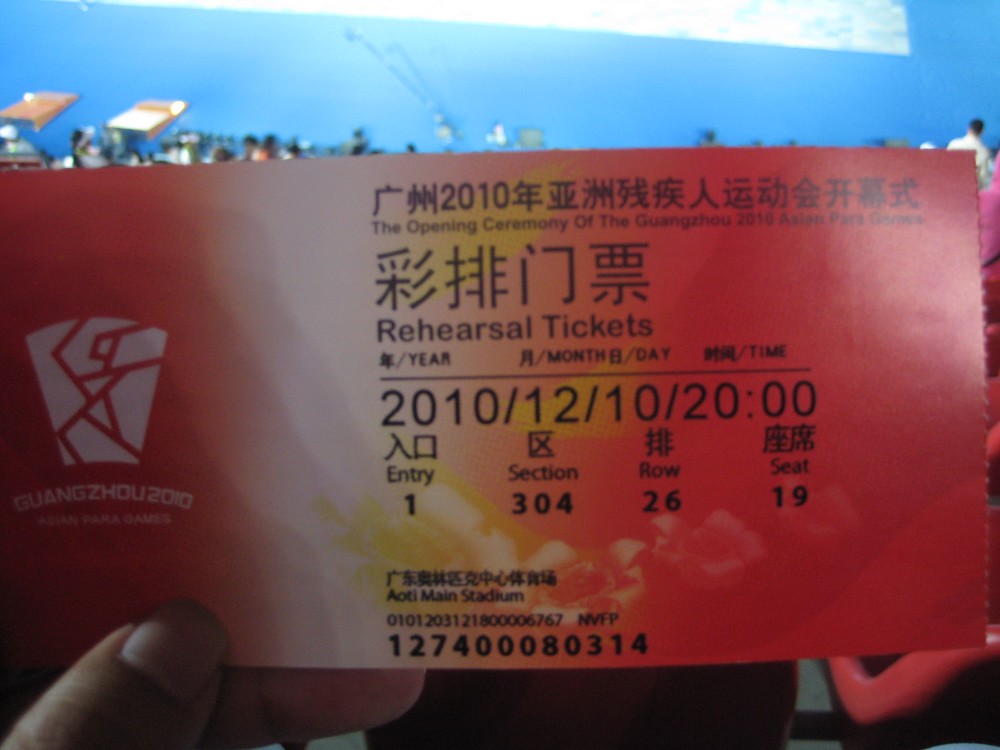 广州2010年亚洲残疾人运动会开幕式
The Opening Ceremony Of The Guangzhou 2010 Asian Para Games
彩排门票
Rehearsal Tickets
年/YEAR 月/MONTH 日/DAY 时间/TIME
2010/12/10/20:00
入口 区 排 座席
Entry Section Row Seat
1 304 26 19
广东奥林匹克中心体育场
Aoti Main Stadium
0101203121800006767 NVFP
127400080314
GUANGZHOU 2010
ASIAN PARA GAMES